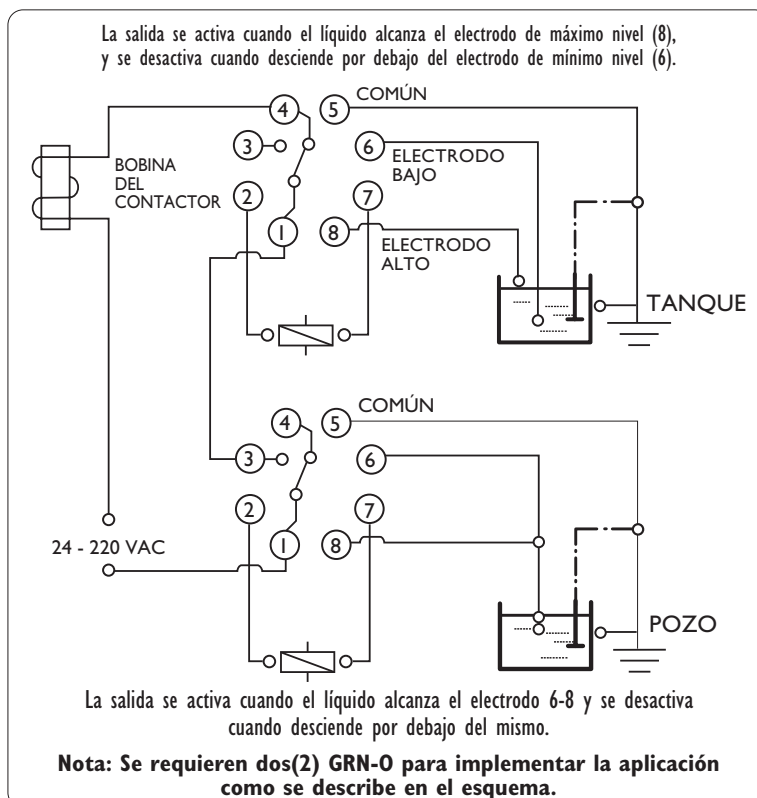 La salida se activa cuando el líquido alcanza el electrodo de máximo nivel (8),
y se desactiva cuando desciende por debajo del electrodo de mínimo nivel (6).
4
5
COMÚN
3
6
ELECTRODO
BAJO
BOBINA
DEL
CONTACTOR
2
7
1
8
ELECTRODO
ALTO
TANQUE
COMÚN
4
5
3
6
2
7
24 - 220 VAC
1
8
POZO
La salida se activa cuando el líquido alcanza el electrodo 6-8 y se desactiva
cuando desciende por debajo del mismo.
Nota: Se requieren dos(2) GRN-O para implementar la aplicación
como se describe en el esquema.